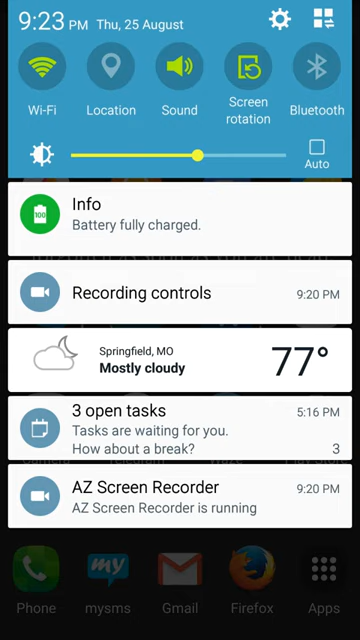 9:23 PM Thu, 25 August
Wi-Fi
Location
Sound
Screen
rotation
Bluetooth
Auto
Info
100
Battery fully charged.
Recording controls
9:20 PM
Springfield, MO
Mostly cloudy
77°
3 open tasks
5:16 PM
Tasks are waiting for you.
How about a break?
3
AZ Screen Recorder
9:20 PM
AZ Screen Recorder is running
my
Phone
mysms
Gmail
Firefox
Apps